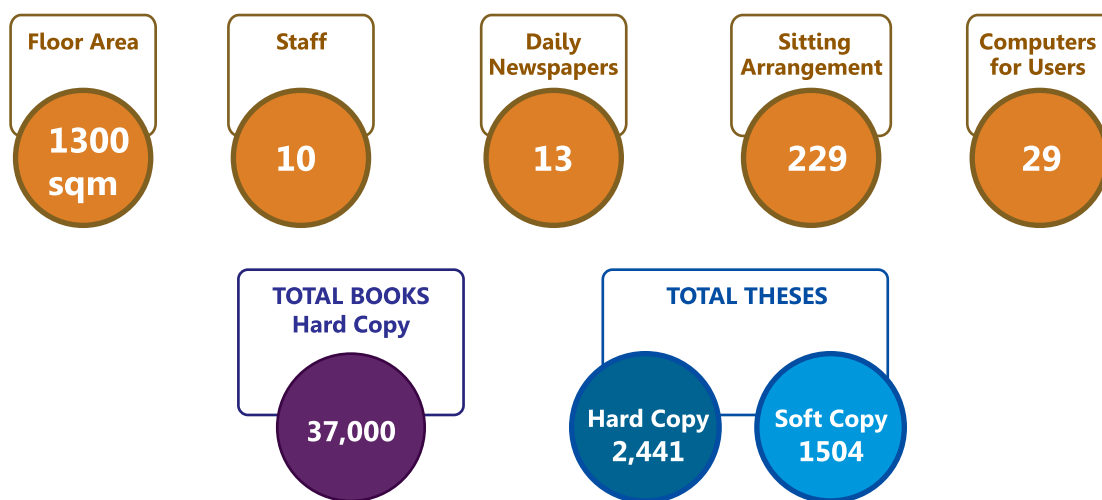 Floor Area
1300
sqm
Staff
10
Daily
Newspapers
13
Sitting
Arrangement
229
Computers
for Users
29
TOTAL BOOKS
Hard Copy
37,000
TOTAL THESES
Hard Copy
2,441
Soft Copy
1504